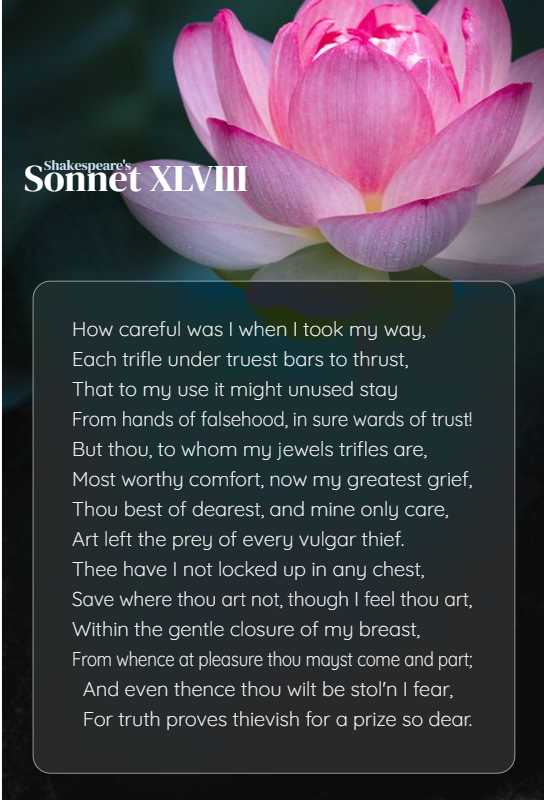 Shakespeare's
Sonnet XLVIII
How careful was I when I took my way,
Each trifle under truest bars to thrust,
That to my use it might unused stay
From hands of falsehood, in sure wards of trust!
But thou, to whom my jewels trifles are,
Most worthy comfort, now my greatest grief,
Thou best of dearest, and mine only care,
Art left the prey of every vulgar thief.
Thee have I not locked up in any chest,
Save where thou art not, though I feel thou art,
Within the gentle closure of my breast,
From whence at pleasure thou mayst come and part;
And even thence thou wilt be stol'n I fear,
For truth proves thievish for a prize so dear.